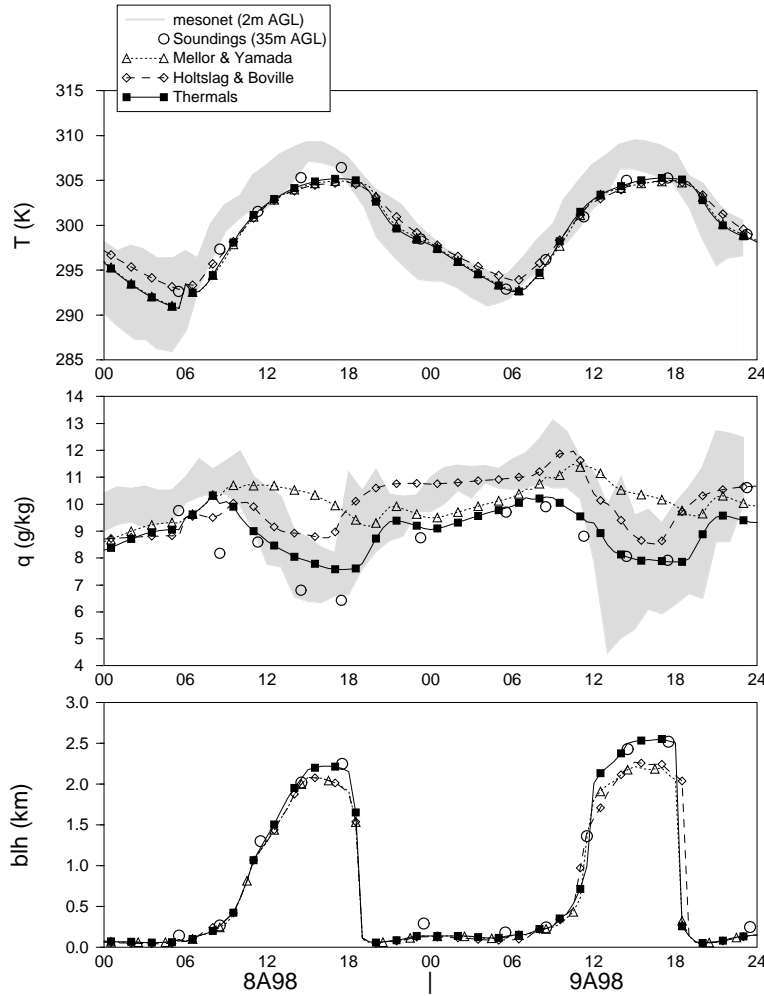 mesonet (2m AGL)
Soundings (35m AGL)
Mellor & Yamada
Holtslag & Boville
Thermals
315
310
305
300
295
290
285
T (K)
00 06 12 18 00 06 12 18 24
14
13
12
11
10
9
8
7
6
5
4
q (g/kg)
00 06 12 18 00 06 12 18 24
3.0
2.5
2.0
1.5
1.0
0.5
0.0
blh (km)
00 06 12 18 00 06 12 18 24
8A98 | 9A98